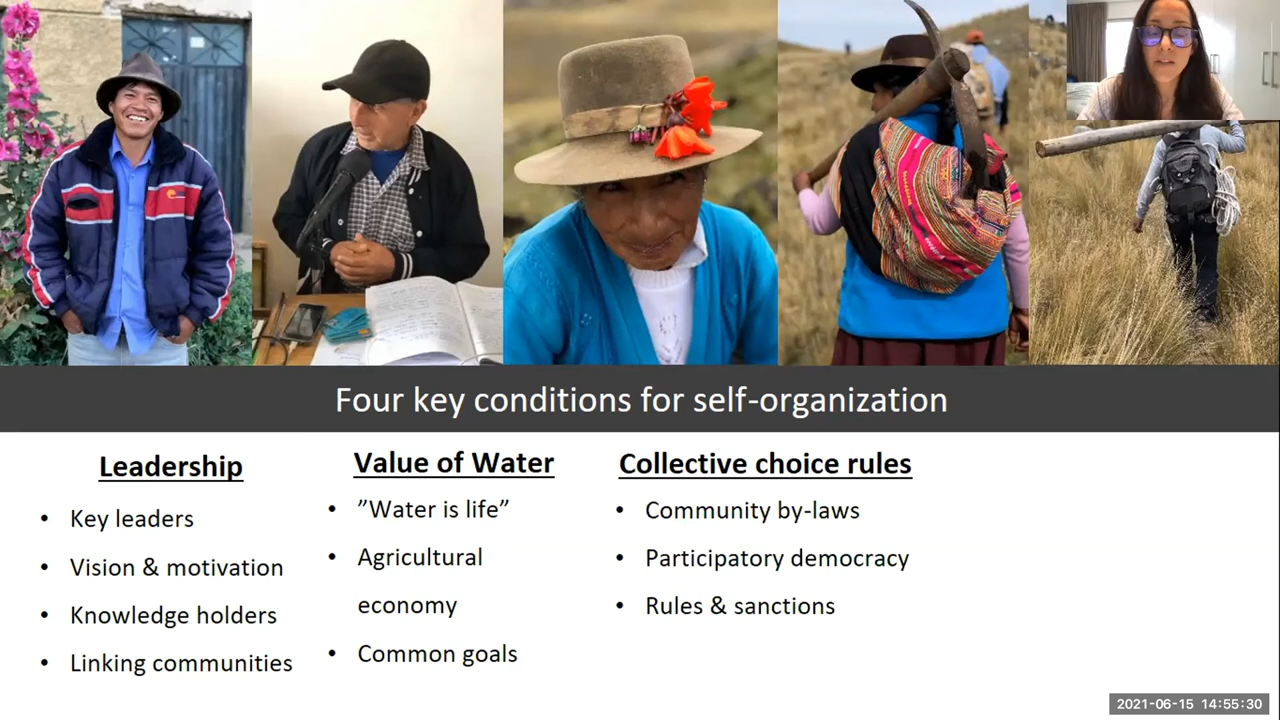 Four key conditions for self-organization
Leadership
• Key leaders
• Vision & motivation
• Knowledge holders
• Linking communities
Value of Water
• ”Water is life”
• Agricultural
economy
• Common goals
Collective choice rules
• Community by-laws
• Participatory democracy
• Rules & sanctions
2021-06-15 14:55:30